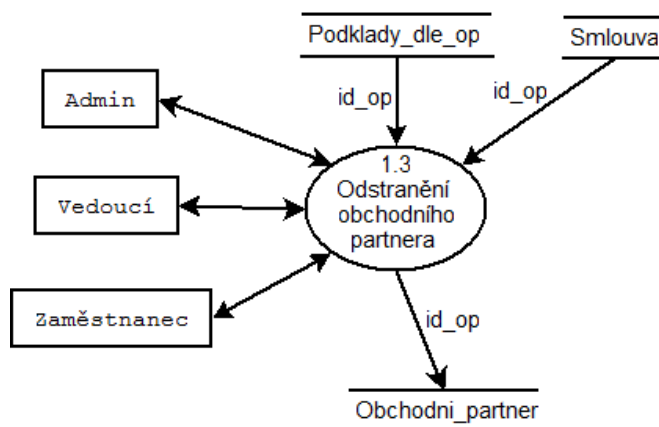 Podklady_dle_op
Smlouva
id_op
id_op
Admin
1.3
Odstranění
obchodního
partnera
Vedoucí
Zaměstnanec
id_op
Obchodni_partner